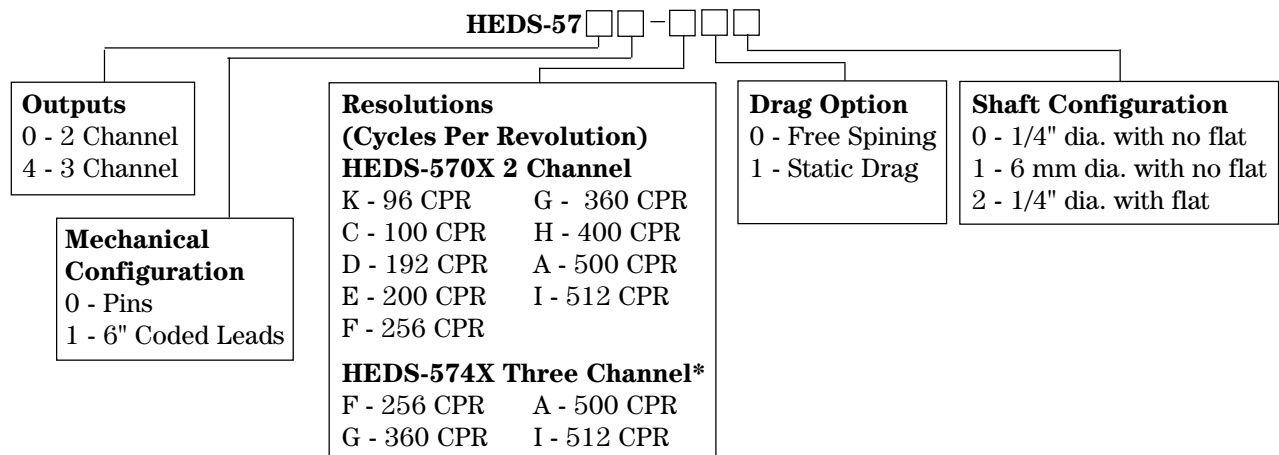 HEDS-57 –
Outputs
0 - 2 Channel
4 - 3 Channel
Mechanical
Configuration
0 - Pins
1 - 6" Coded Leads
Resolutions
(Cycles Per Revolution)
HEDS-570X 2 Channel
K - 96 CPR G - 360 CPR
C - 100 CPR H - 400 CPR
D - 192 CPR A - 500 CPR
E - 200 CPR I - 512 CPR
F - 256 CPR
HEDS-574X Three Channel*
F - 256 CPR A - 500 CPR
G - 360 CPR I - 512 CPR
Drag Option
0 - Free Spining
1 - Static Drag
Shaft Configuration
0 - 1/4" dia. with no flat
1 - 6 mm dia. with no flat
2 - 1/4" dia. with flat